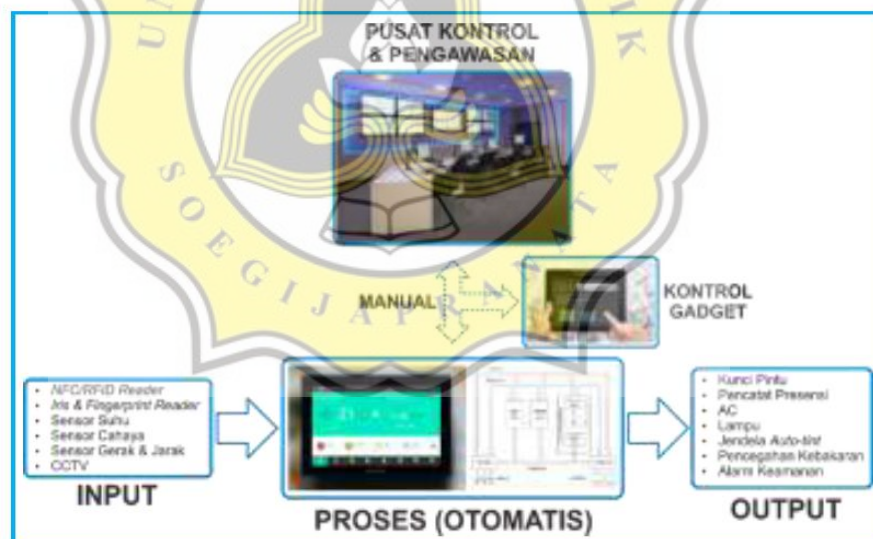 PUSAT KONTROL
& PENGAWASAN
SOEGIJAPRANATA
MANUAL
KONTROL
GADGET
• NFC/RFID Reader
• Iris & Fingerprint Reader
• Sensor Suhu
• Sensor Cahaya
• Sensor Gerak & Jarak
• CCTV
INPUT
PROSES (OTOMATIS)
• Kunci Pintu
• Pencatat Presensi
• AC
• Lampu
• Jendela Auto-tint
• Pencegahan Kebakaran
• Alarm Keamanan
OUTPUT